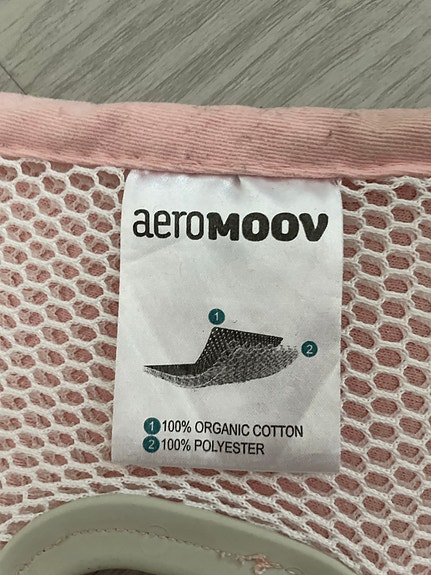 aeroMOOV
1
2
1 100% ORGANIC COTTON
2 100% POLYESTER